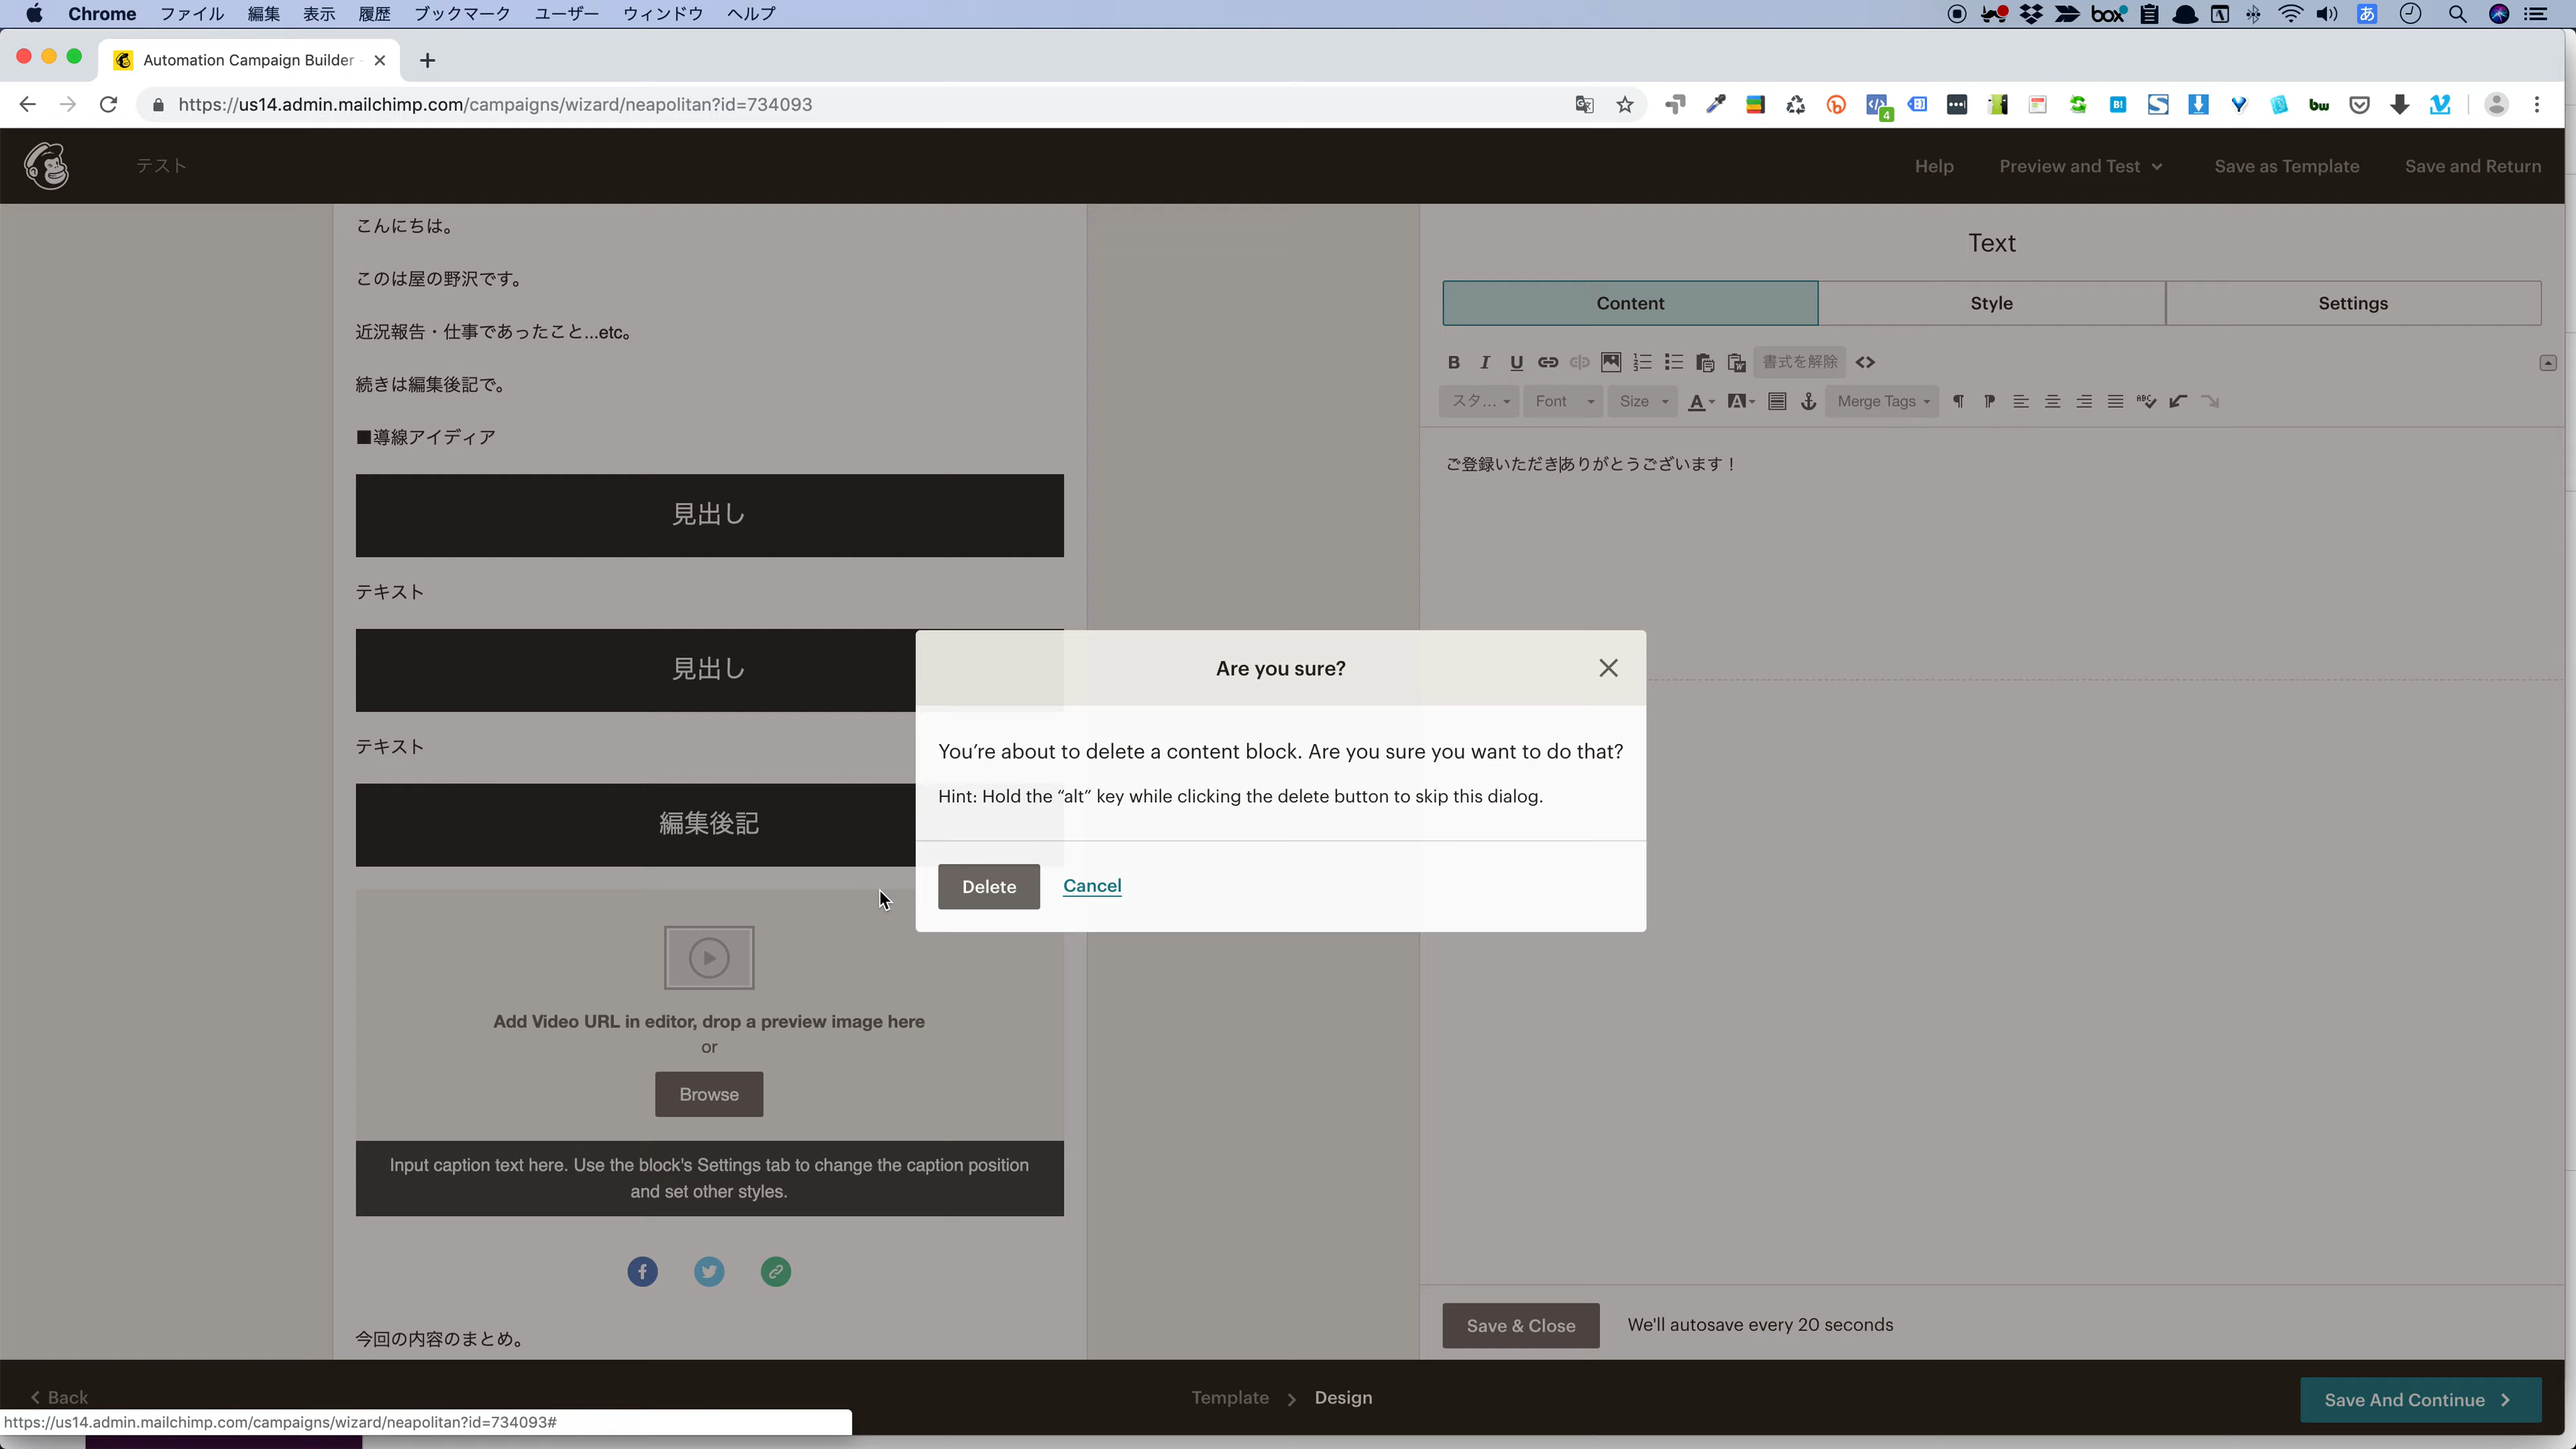 Chrome ファイル 編集 表示 履歴 ブックマーク ユーザー ウィンドウ ヘルプ
box あ
Automation Campaign Builder
https://us14.admin.mailchimp.com/campaigns/wizard/neapolitan?id=734093
4 B! bw
テスト Help Preview and Test Save as Template Save and Return
こんにちは。
このは屋の野沢です。
近況報告・仕事であったこと...etc。
続きは編集後記で。
■導線アイディア
見出し
テキスト
見出し
テキスト
編集後記
Add Video URL in editor, drop a preview image here
or
Browse
Input caption text here. Use the block's Settings tab to change the caption position
and set other styles.
今回の内容のまとめ。
Text
Content Style Settings
B I U 書式を解除
スタ... Font Size A A Merge Tags ABC
ご登録いただきありがとうございます！
Are you sure?
You're about to delete a content block. Are you sure you want to do that?
Hint: Hold the “alt” key while clicking the delete button to skip this dialog.
Delete Cancel
Save & Close We'll autosave every 20 seconds
Back Template Design Save And Continue
https://us14.admin.mailchimp.com/campaigns/wizard/neapolitan?id=734093#